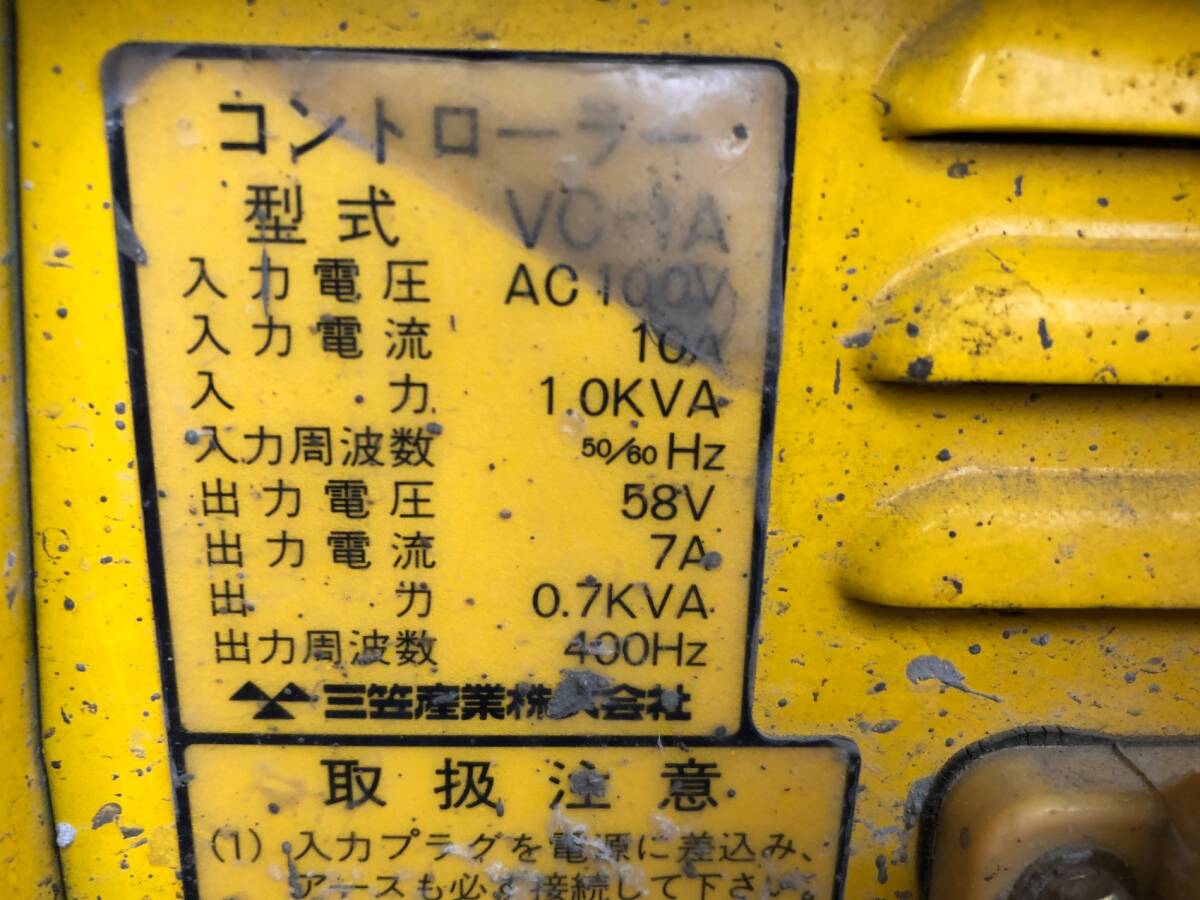 コントローラー
型式 VC-1A
入力電圧 AC100V
入力電流 10A
入力 1.0KVA
入力周波数 50/60Hz
出力電圧 58V
出力電流 7A
出力 0.7KVA
出力周波数 400Hz
三笠産業株式会社
取扱注意
(1) 入力プラグを電源に差込み、
アースも必ず接続して下さい。